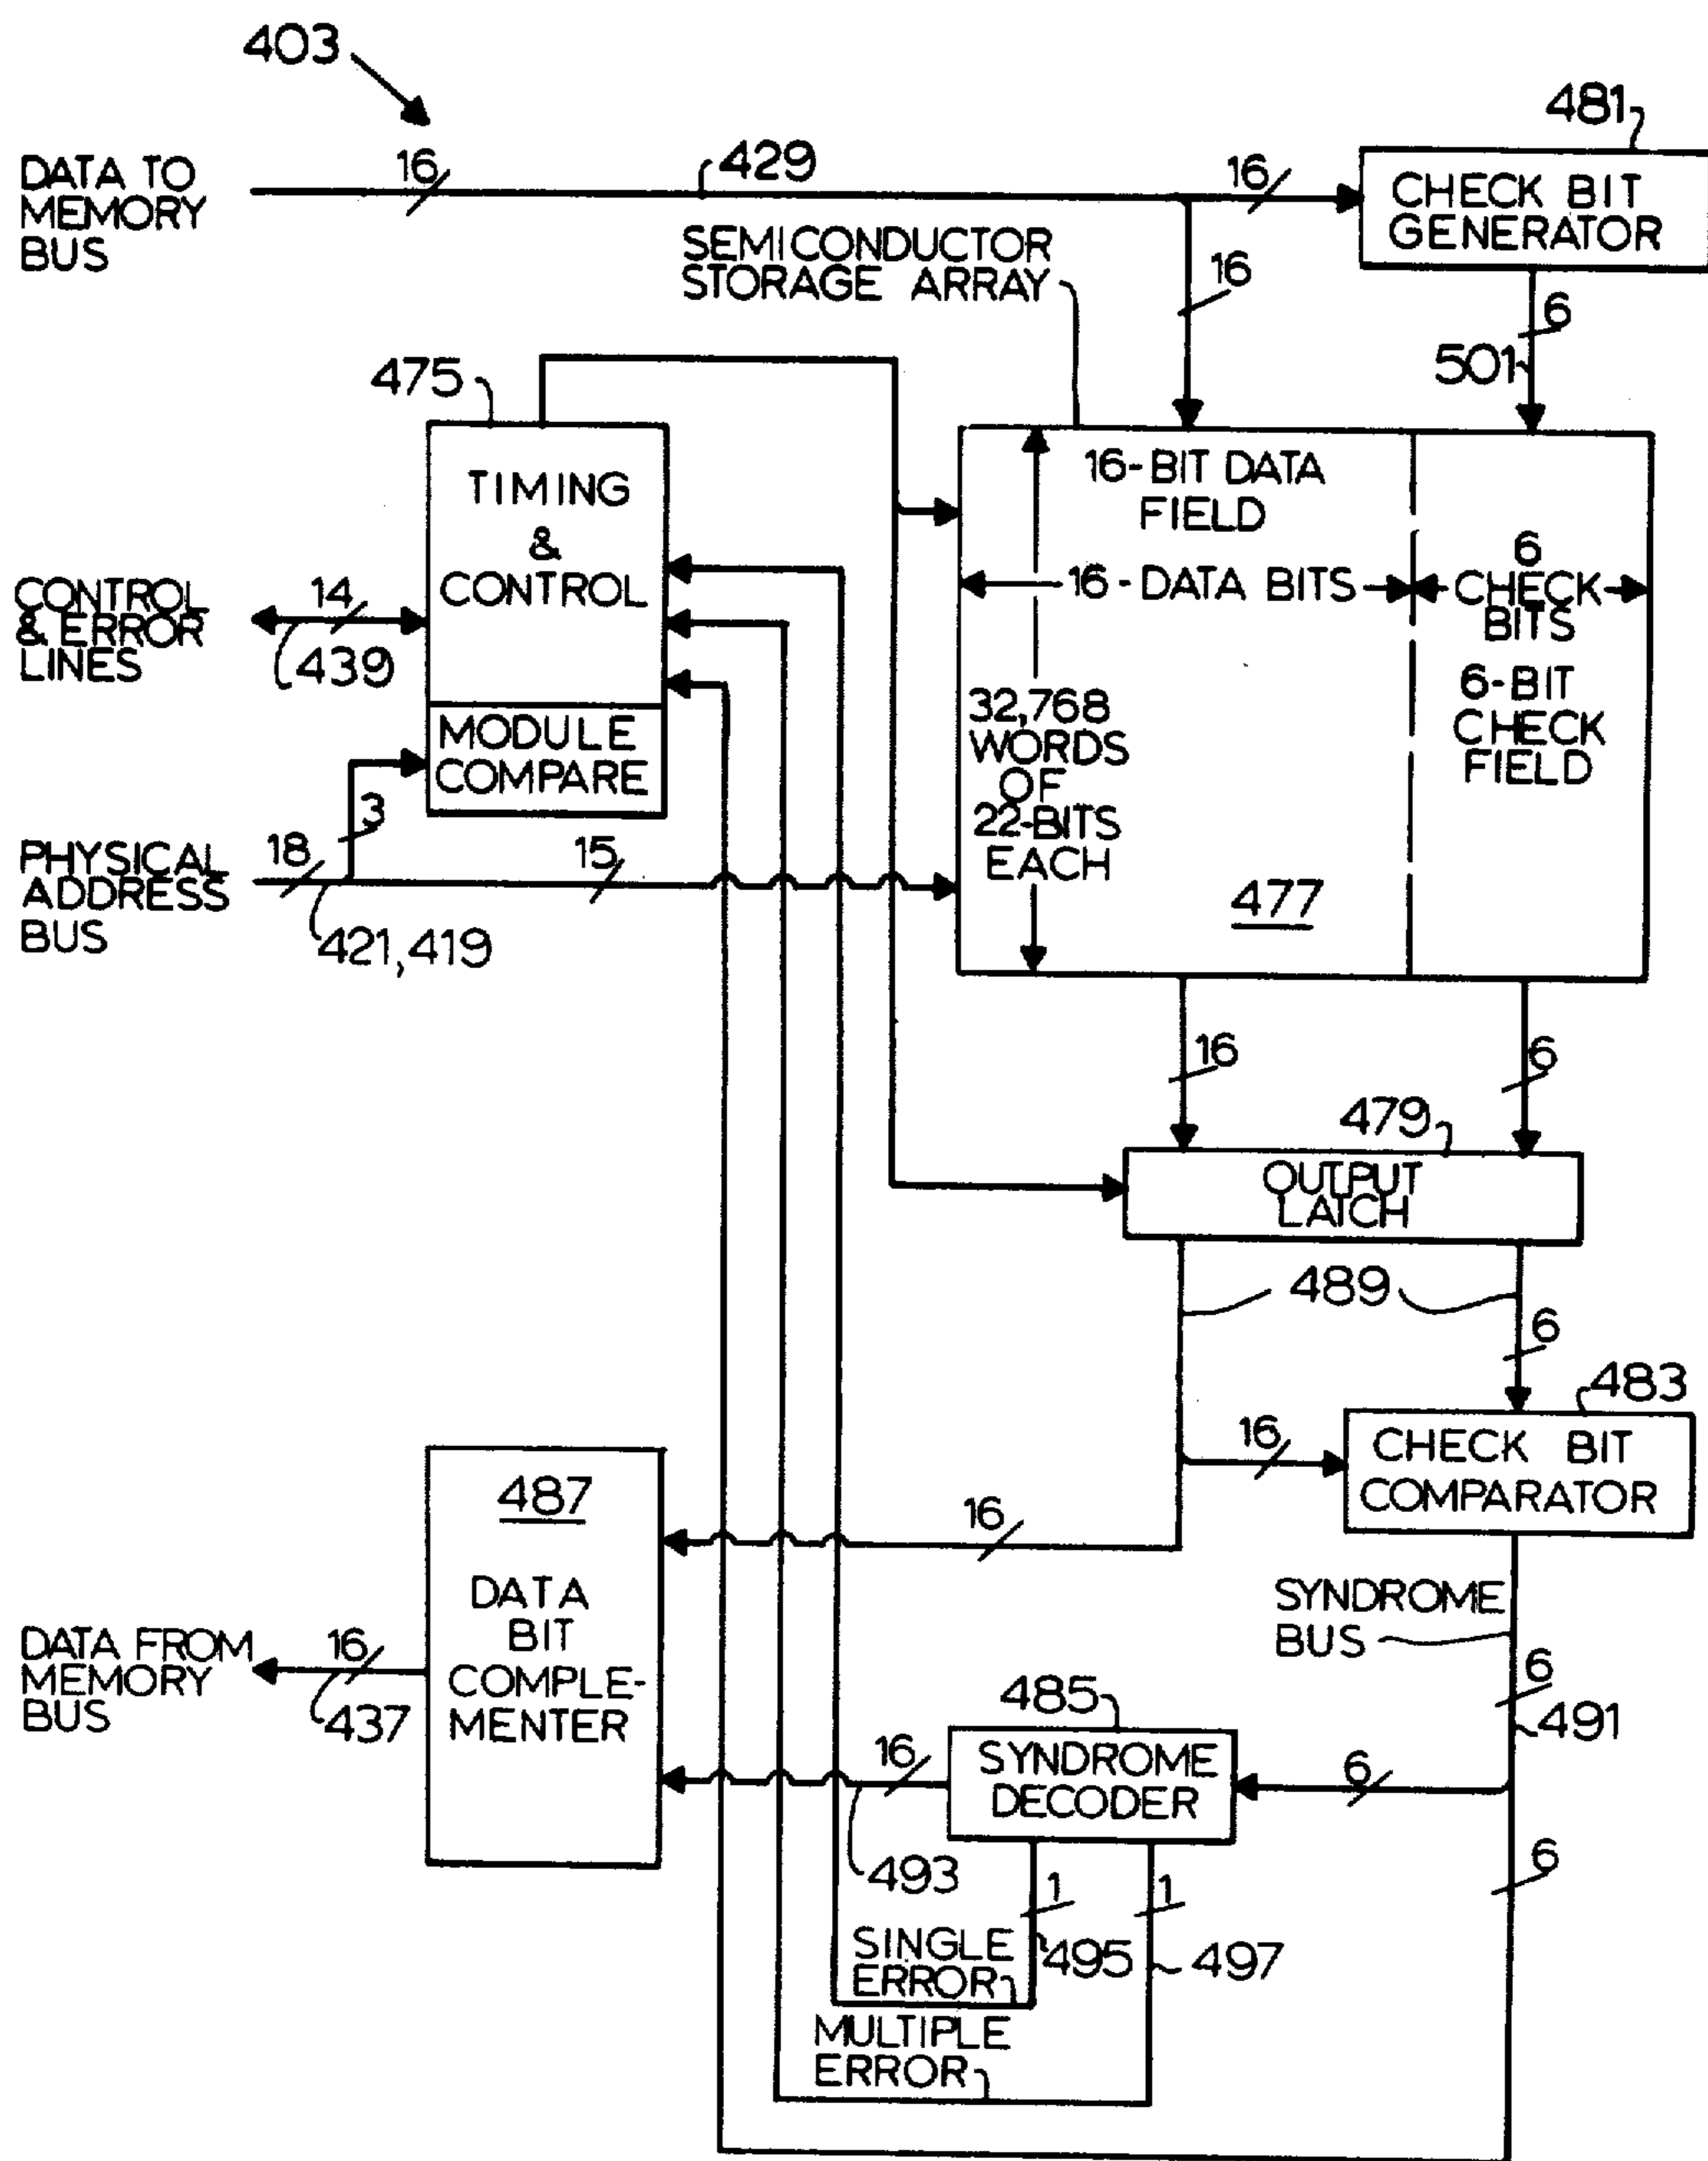 403
481
DATA TO
MEMORY
BUS
16
429
16
CHECK BIT
GENERATOR
SEMICONDUCTOR
STORAGE ARRAY
16
6
501
475
TIMING
&
CONTROL
16-BIT DATA
FIELD
16-DATA BITS
6
CHECK
BITS
CONTROL
& ERROR
LINES
14
439
MODULE
COMPARE
32,768
WORDS
OF
22-BITS
EACH
6-BIT
CHECK
FIELD
3
PHYSICAL
ADDRESS
BUS
18
15
421,419
477
16
6
479
OUTPUT
LATCH
489
6
483
16
CHECK BIT
COMPARATOR
487
16
DATA
BIT
COMPLE-
MENTER
SYNDROME
BUS
DATA FROM
MEMORY
BUS
16
437
6
491
485
16
SYNDROME
DECODER
6
493
6
1
1
SINGLE
ERROR
495
497
MULTIPLE
ERROR